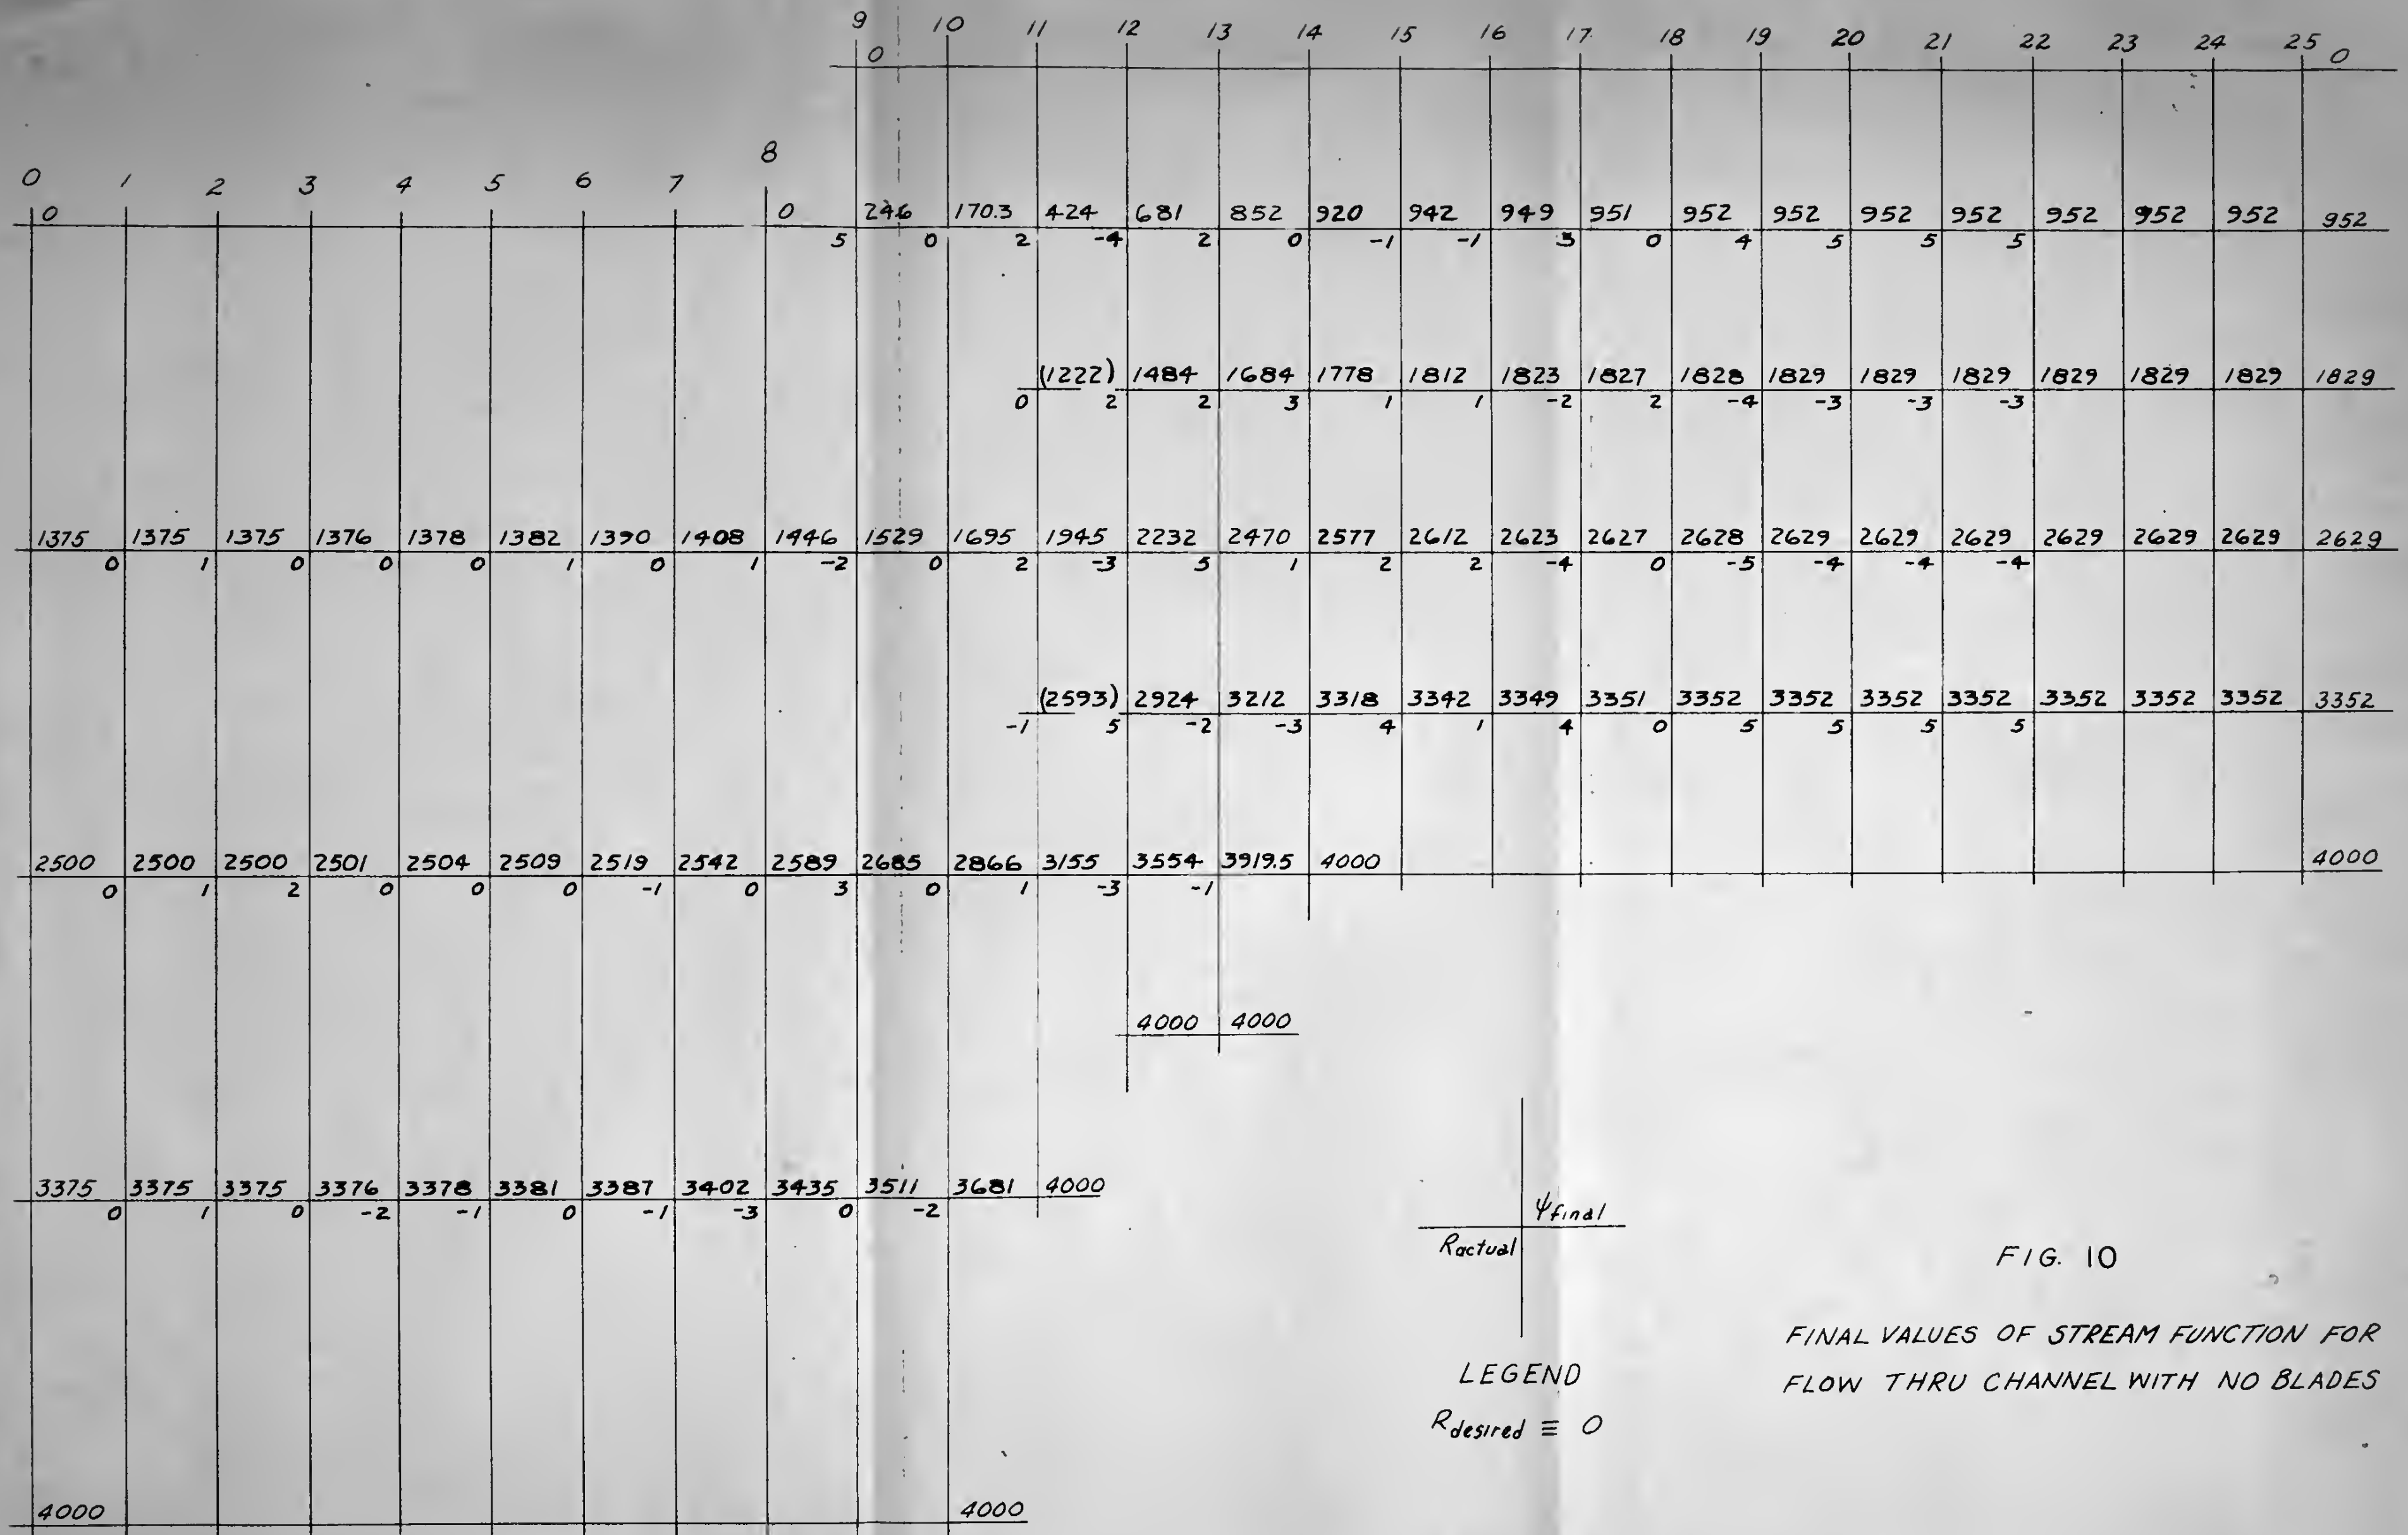 9 10 11 12 13 14 15 16 17 18 19 20 21 22 23 24 25
0 0
8
0 1 2 3 4 5 6 7
0 0 246 170.3 424 681 852 920 942 949 951 952 952 952 952 952 952 952 952
5 0 2 -4 2 0 -1 -1 3 0 4 5 5 5
(1222) 1484 1684 1778 1812 1823 1827 1828 1829 1829 1829 1829 1829 1829 1829
0 2 2 3 1 1 -2 2 -4 -3 -3 -3
1375 1375 1375 1376 1378 1382 1390 1408 1446 1529 1695 1945 2232 2470 2577 2612 2623 2627 2628 2629 2629 2629 2629 2629 2629 2629
0 1 0 0 0 1 0 1 -2 0 2 -3 5 1 2 2 -4 0 -5 -4 -4 -4
(2593) 2924 3212 3318 3342 3349 3351 3352 3352 3352 3352 3352 3352 3352 3352
-1 5 -2 -3 4 1 4 0 5 5 5 5
2500 2500 2500 2501 2504 2509 2519 2542 2589 2685 2866 3155 3554 3919.5 4000 4000
0 1 2 0 0 0 -1 0 3 0 1 -3 -1
4000 4000
3375 3375 3375 3376 3378 3381 3387 3402 3435 3511 3681 4000
0 1 0 -2 -1 0 -1 -3 0 -2
ψfinal
Ractual
FIG. 10
FINAL VALUES OF STREAM FUNCTION FOR
FLOW THRU CHANNEL WITH NO BLADES
LEGEND
Rdesired ≡ 0
4000 4000